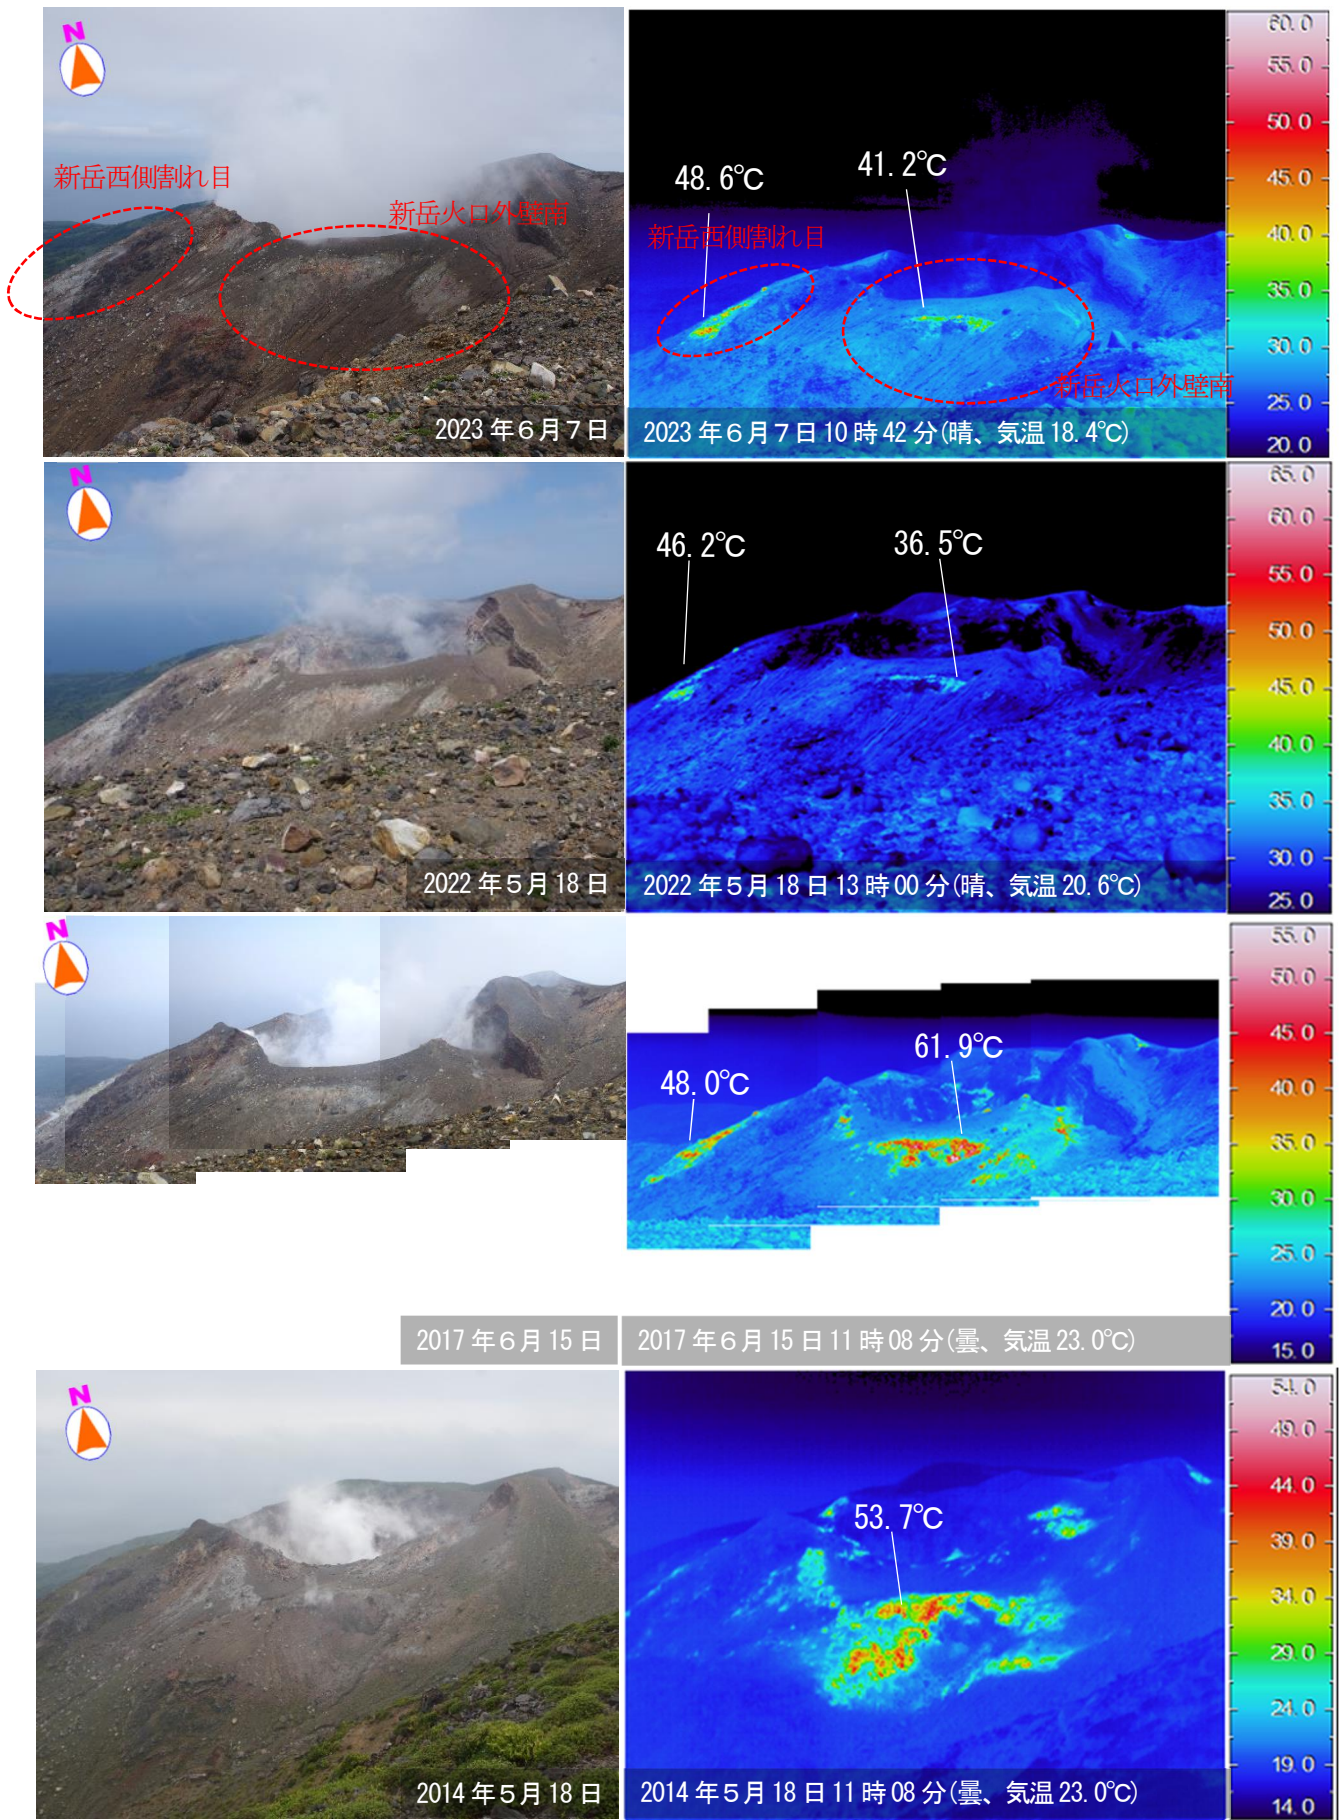 N
新岳西側割れ目
新岳火口外壁南
2023年6月7日
48.6℃
41.2℃
新岳西側割れ目
新岳火口外壁南
2023年6月7日10時42分(晴、気温18.4℃)
60.0
55.0
50.0
45.0
40.0
35.0
30.0
25.0
20.0
N
2022年5月18日
46.2℃
36.5℃
2022年5月18日13時00分(晴、気温20.6℃)
65.0
60.0
55.0
50.0
45.0
40.0
35.0
30.0
25.0
N
2017年6月15日
48.0℃
61.9℃
2017年6月15日11時08分(曇、気温23.0℃)
55.0
50.0
45.0
40.0
35.0
30.0
25.0
20.0
15.0
N
2014年5月18日
53.7℃
2014年5月18日11時08分(曇、気温23.0℃)
54.0
49.0
44.0
39.0
34.0
29.0
24.0
19.0
14.0